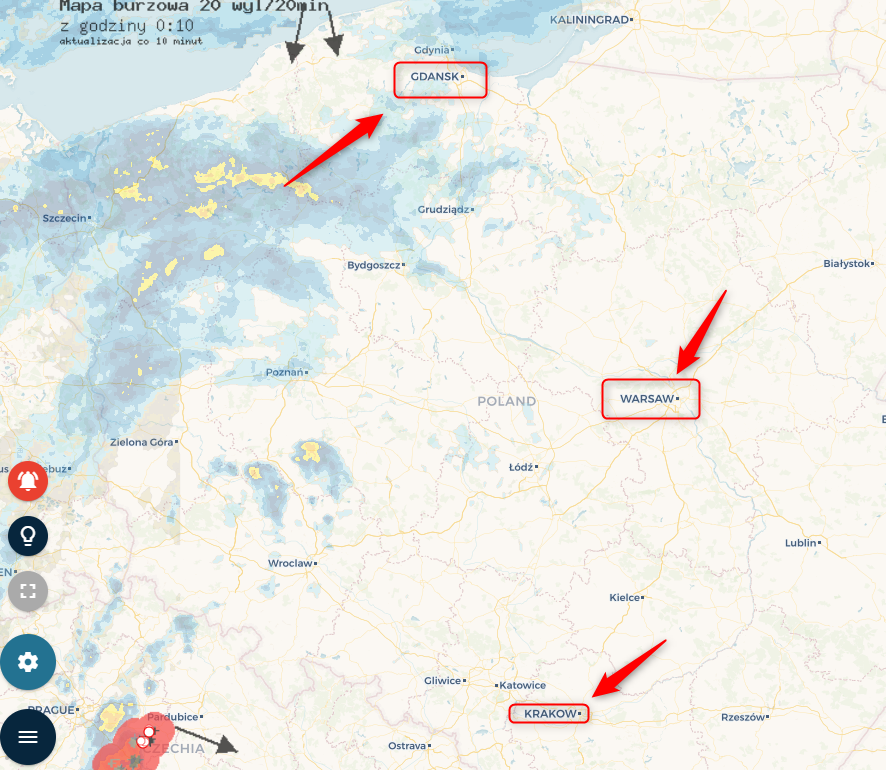 Mapa burzowa 20 wyl/20min
z godziny 0:10
aktualizacja co 10 minut
KALININGRAD
Gdynia
GDANSK
Szczecin
Grudziądz
Bydgoszcz
Białystok
Poznań
POLAND
WARSAW
Zielona Góra
Łódź
Wroclaw
Lublin
Kielce
Gliwice
Katowice
KRAKOW
Rzeszów
PRAGUE
Pardubice
CZECHIA
Ostrava